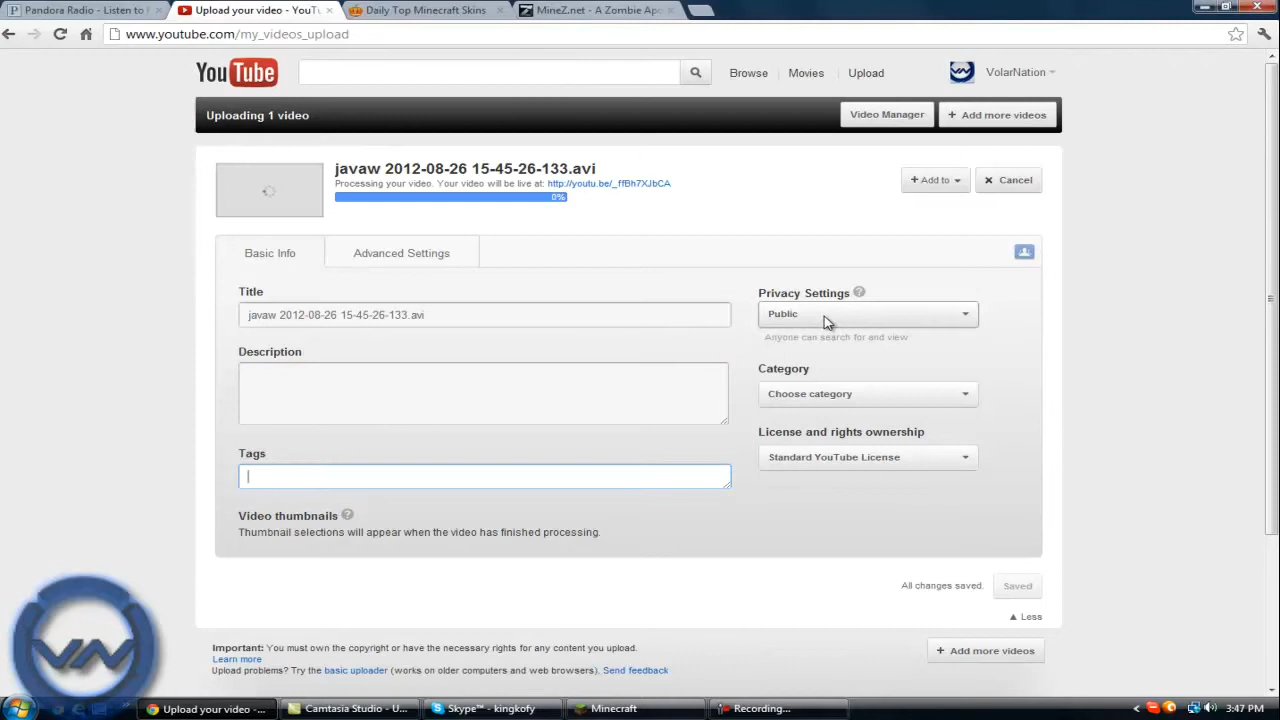 Pandora Radio - Listen to
Upload your video - YouTu
Daily Top Minecraft Skins
MineZ.net - A Zombie Apo
www.youtube.com/my_videos_upload
YouTube
Browse
Movies
Upload
VolarNation
Uploading 1 video
Video Manager
+ Add more videos
javaw 2012-08-26 15-45-26-133.avi
Processing your video. Your video will be live at: http://youtu.be/_ffBh7XJbCA
0%
+ Add to
Cancel
Basic Info
Advanced Settings
Title
javaw 2012-08-26 15-45-26-133.avi
Description
Tags
Video thumbnails ?
Thumbnail selections will appear when the video has finished processing.
Privacy Settings ?
Public
Anyone can search for and view
Category
Choose category
License and rights ownership
Standard YouTube License
All changes saved.
Saved
Less
Important: You must own the copyright or have the necessary rights for any content you upload.
Learn more
Upload problems? Try the basic uploader (works on older computers and web browsers). Send feedback
+ Add more videos
VN
Upload your video -...
Camtasia Studio - U...
Skype™ - kingkofy
Minecraft
Recording...
3:47 PM